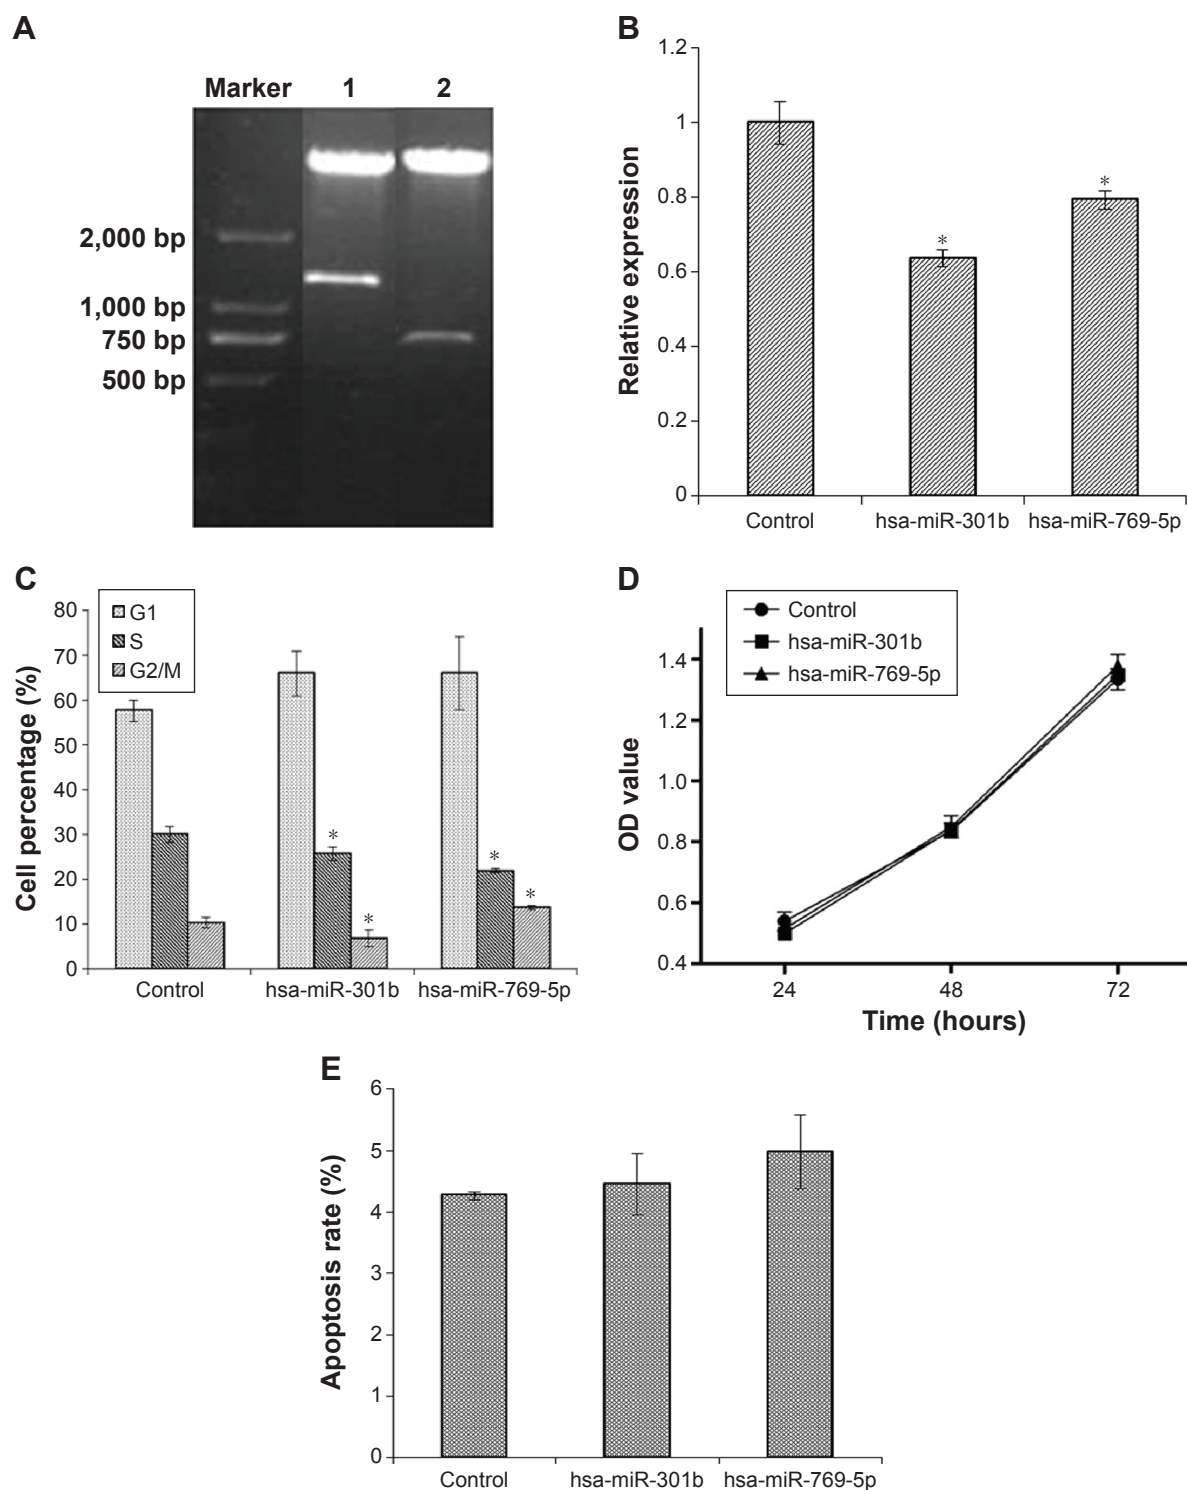 A
Marker 1 2
2,000 bp
1,000 bp
750 bp
500 bp
B
Relative expression
1.2
1
0.8
0.6
0.4
0.2
0
*
*
Control hsa-miR-301b hsa-miR-769-5p
C
Cell percentage (%)
80
70
60
50
40
30
20
10
0
G1
S
G2/M
*
*
*
*
Control hsa-miR-301b hsa-miR-769-5p
D
Control
hsa-miR-301b
hsa-miR-769-5p
OD value
1.4
1.2
1.0
0.8
0.6
0.4
24 48 72
Time (hours)
E
Apoptosis rate (%)
6
5
4
3
2
1
0
Control hsa-miR-301b hsa-miR-769-5p